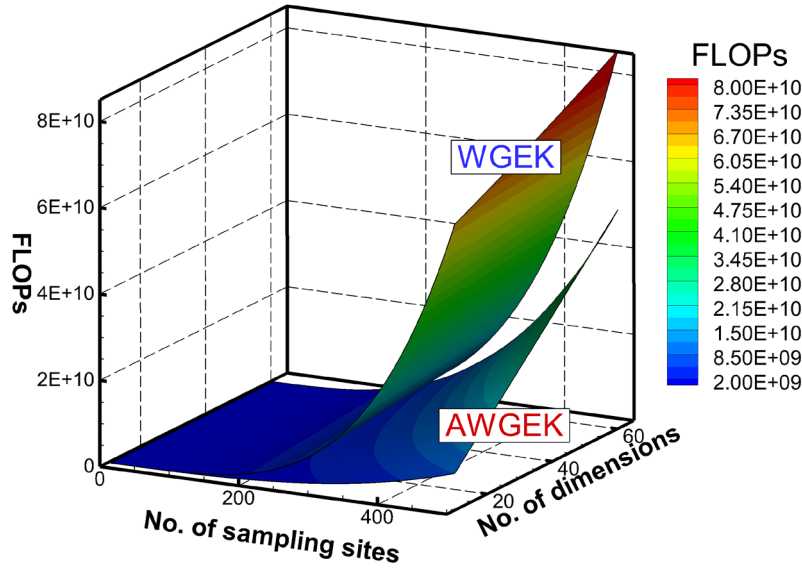 FLOPs
8.00E+10
7.35E+10
6.70E+10
6.05E+10
5.40E+10
4.75E+10
4.10E+10
3.45E+10
2.80E+10
2.15E+10
1.50E+10
8.50E+09
2.00E+09
WGEK
AWGEK
FLOPs
8E+10
6E+10
4E+10
2E+10
0
0
200
400
No. of sampling sites
20
40
60
No. of dimensions